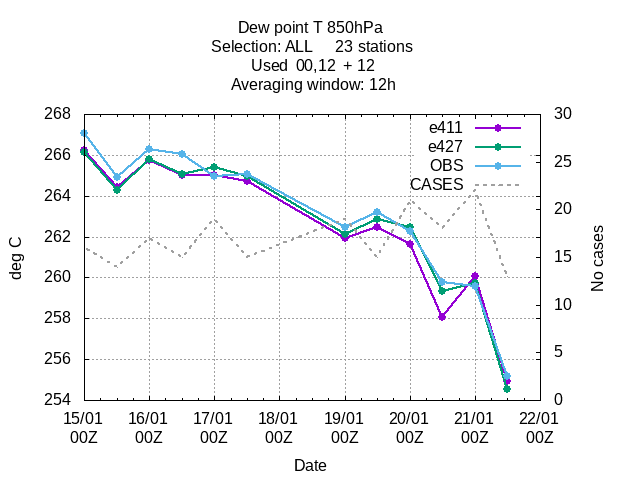 Dew point T 850hPa
Selection: ALL 23 stations
Used 00,12 + 12
Averaging window: 12h
268 30
e411
e427
OBS
CASES
266 25
264 20
262
deg C
260 15
No cases
258 10
256 5
254 0
15/01 16/01 17/01 18/01 19/01 20/01 21/01 22/01
00Z 00Z 00Z 00Z 00Z 00Z 00Z 00Z
Date